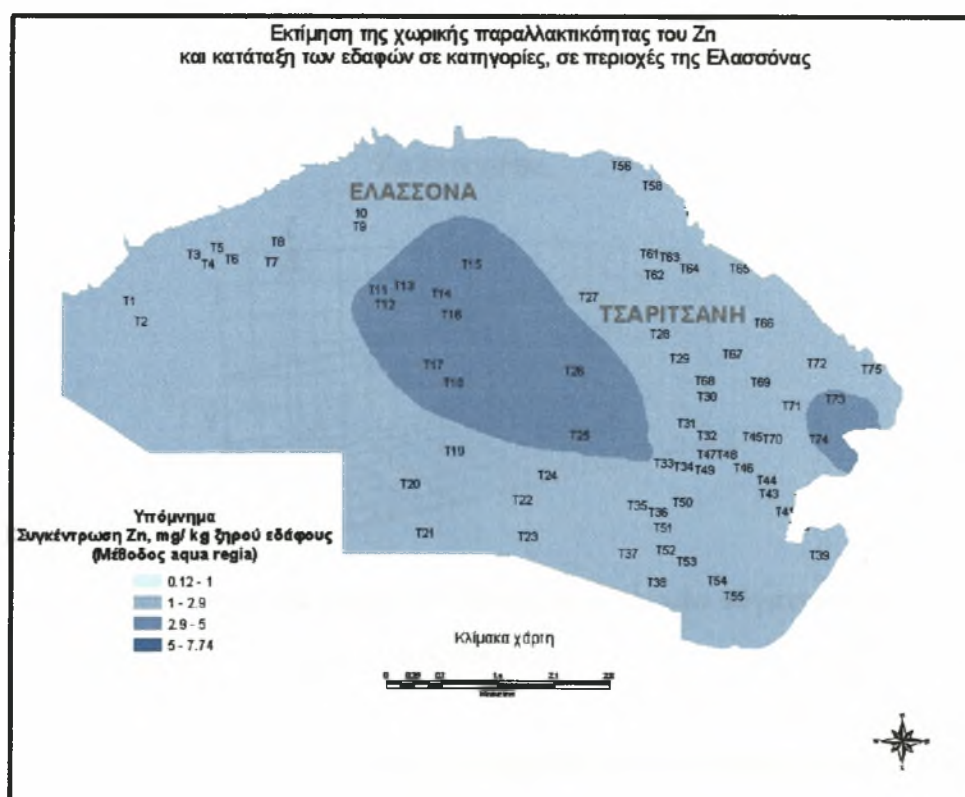 Εκτίμηση της χωρικής παραλλακτικότητας του Zn
και κατάταξη των εδαφών σε κατηγορίες, σε περιοχές της Ελασσόνας
T56
T58
ΕΛΑΣΣΟΝΑ
10
T9
T5
T8
T3
T4
T6
T7
T61
T63
T62
T64
T65
T15
T13
T11
T14
T12
T16
T27
T1
T2
ΤΣΑΡΙΤΣΑΝΗ
T66
T28
T29
T67
T72
T75
T17
T18
T26
T68
T69
T30
T73
T71
T31
T32
T45
T70
T74
T25
T19
T47
T48
T33
T34
T49
T46
T24
T20
T44
T43
T22
T35
T50
T36
T41
T21
T23
T51
T37
T52
T53
T39
T38
T54
T55
Υπόμνημα
Συγκέντρωση Zn, mg/ kg ξηρού εδάφους
(Μέθοδος aqua regia)
0.12 - 1
1 - 2.9
2.9 - 5
5 - 7.74
Κλίμακα χάρτη
0
2.1